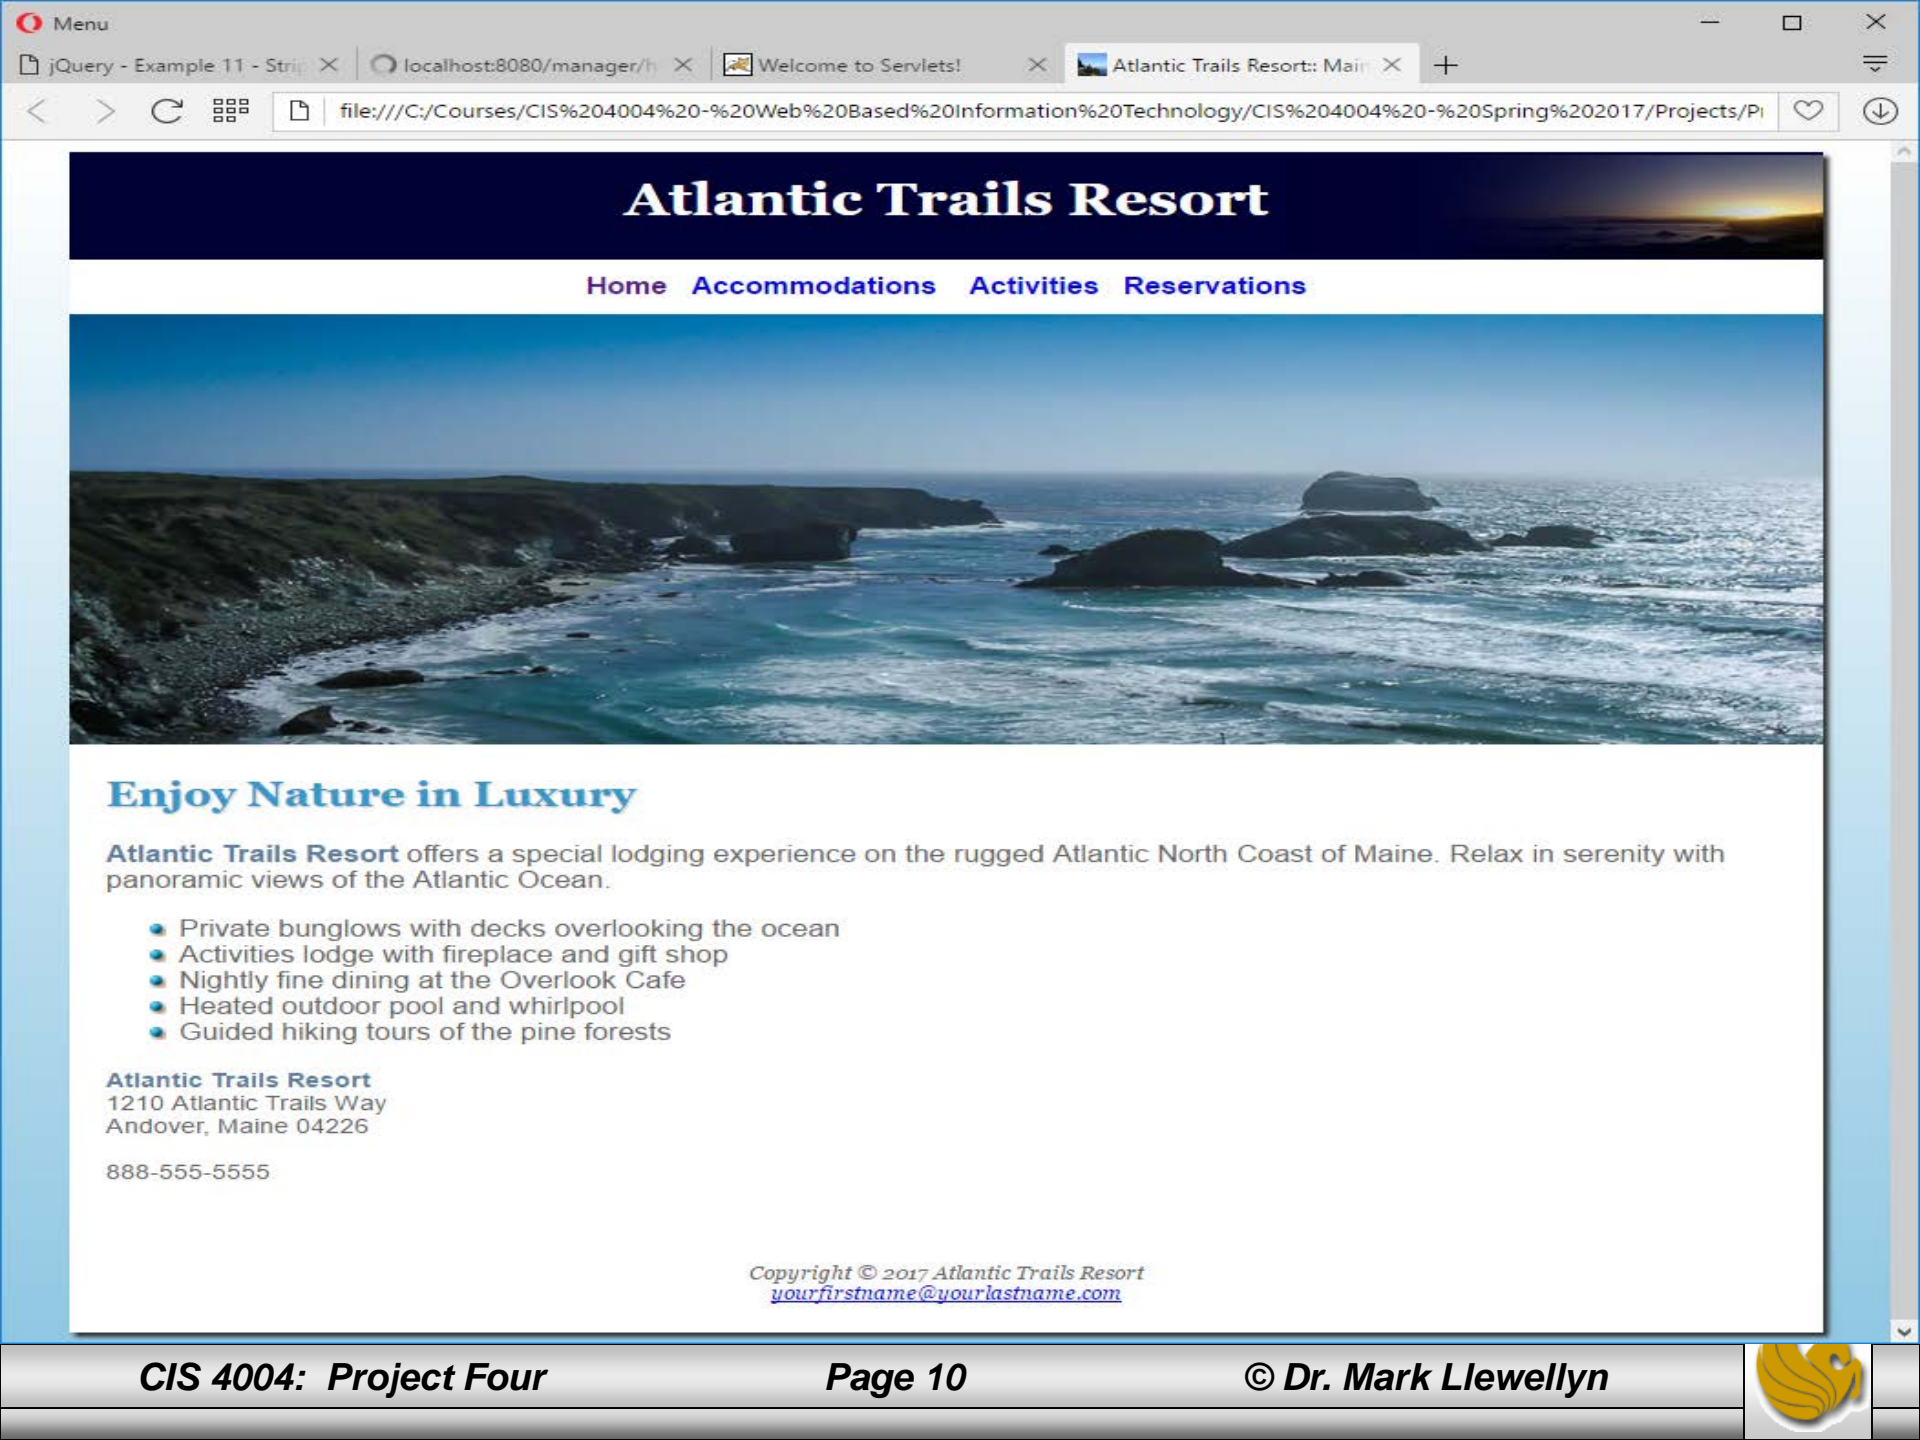 Menu
jQuery - Example 11 - Strip
localhost:8080/manager/h
Welcome to Servlets!
Atlantic Trails Resort:: Main
file:///C:/Courses/CIS%204004%20-%20Web%20Based%20Information%20Technology/CIS%204004%20-%20Spring%202017/Projects/Pr
Atlantic Trails Resort
Home Accommodations Activities Reservations
Enjoy Nature in Luxury
Atlantic Trails Resort offers a special lodging experience on the rugged Atlantic North Coast of Maine. Relax in serenity with
panoramic views of the Atlantic Ocean.
Private bunglows with decks overlooking the ocean
Activities lodge with fireplace and gift shop
Nightly fine dining at the Overlook Cafe
Heated outdoor pool and whirlpool
Guided hiking tours of the pine forests
Atlantic Trails Resort
1210 Atlantic Trails Way
Andover, Maine 04226
888-555-5555
Copyright © 2017 Atlantic Trails Resort
yourfirstname@yourlastname.com
CIS 4004: Project Four Page 10 © Dr. Mark Llewellyn